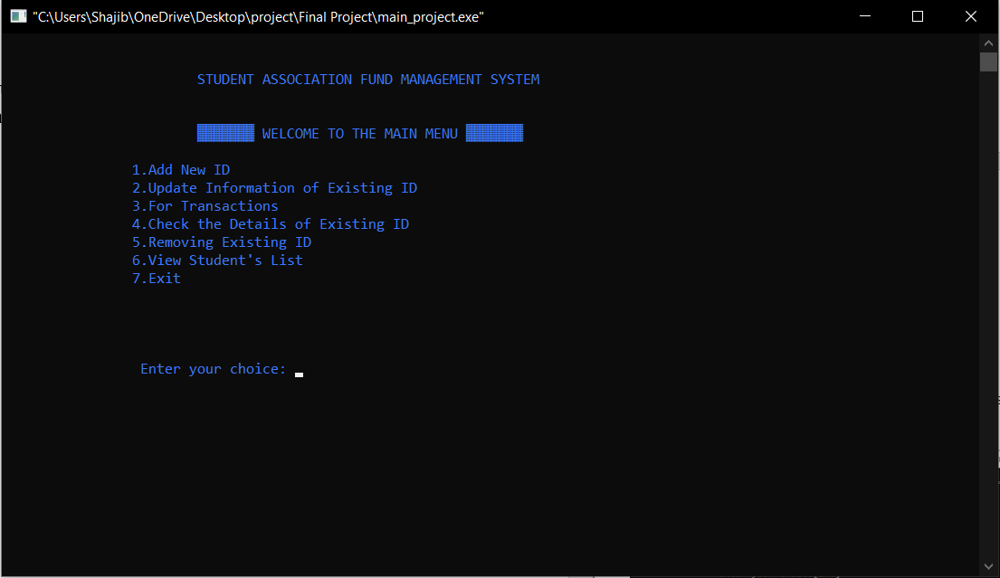 "C:\Users\Shajib\OneDrive\Desktop\project\Final Project\main_project.exe"
STUDENT ASSOCIATION FUND MANAGEMENT SYSTEM
▓▓▓▓▓▓▓ WELCOME TO THE MAIN MENU ▓▓▓▓▓▓▓
1.Add New ID
2.Update Information of Existing ID
3.For Transactions
4.Check the Details of Existing ID
5.Removing Existing ID
6.View Student's List
7.Exit
Enter your choice: